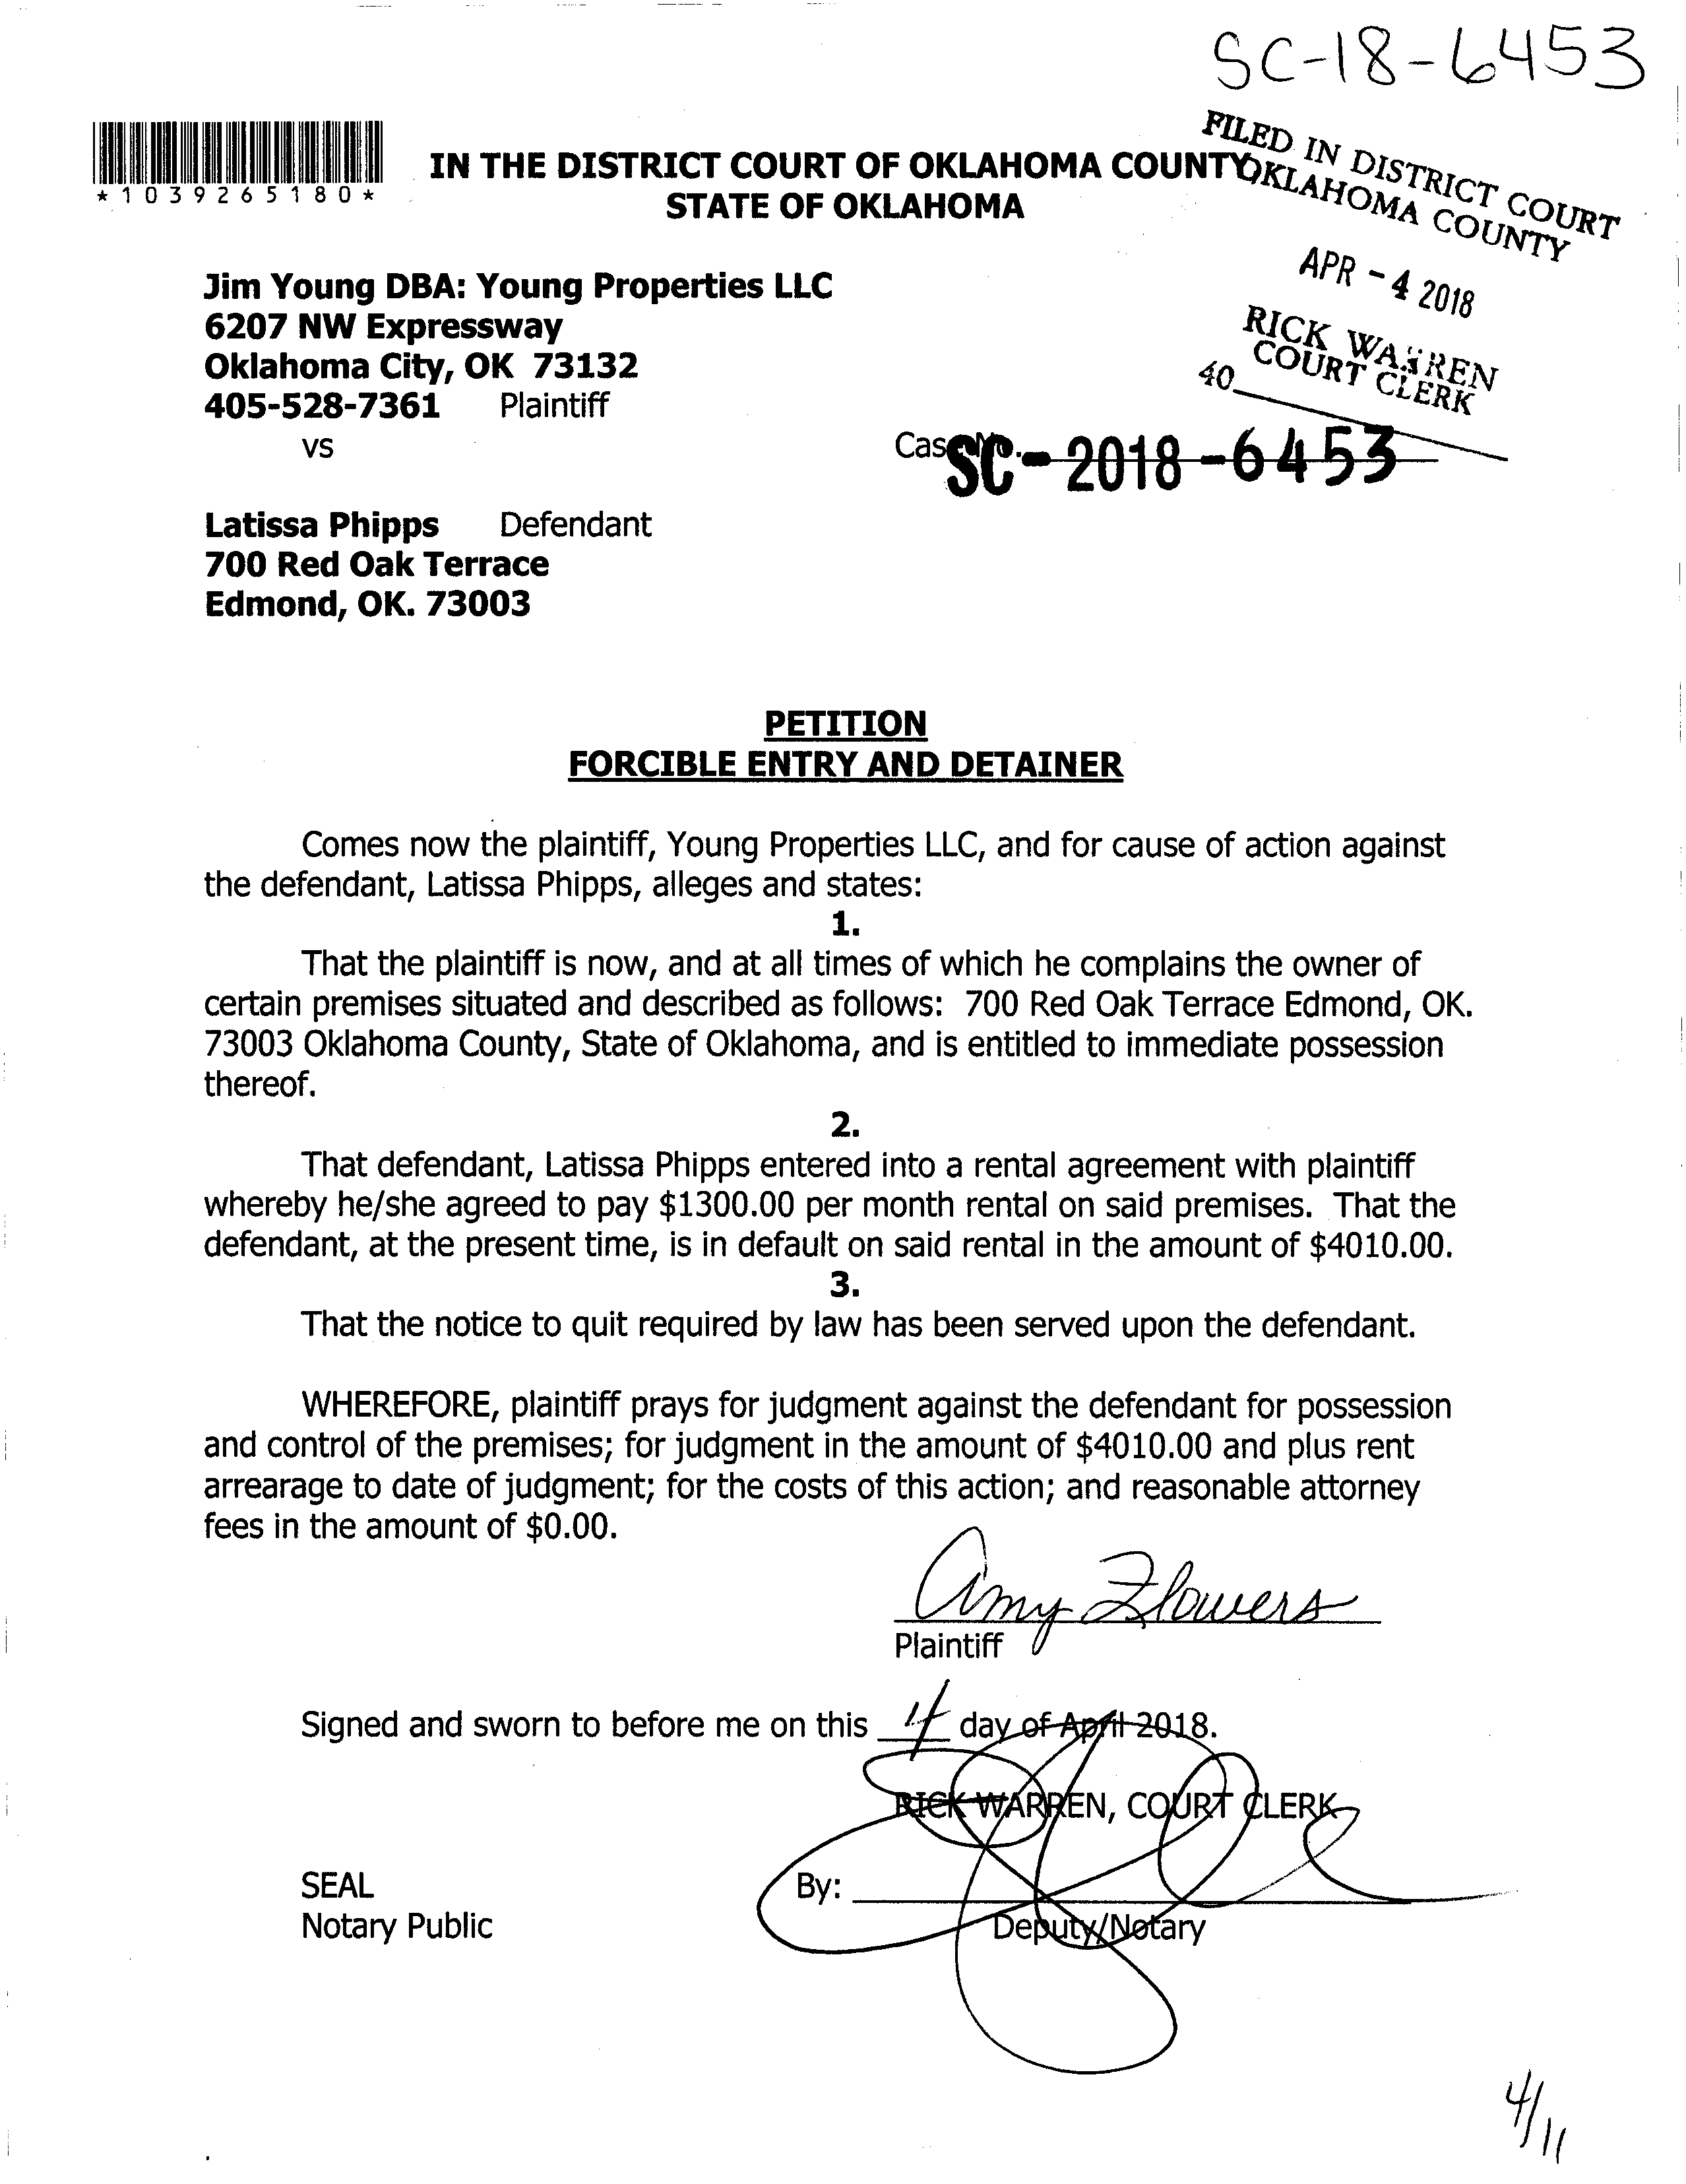 SC-18-6453
FILED IN DISTRICT COURT
OKLAHOMA COUNTY
*1039265180*
IN THE DISTRICT COURT OF OKLAHOMA COUNTY
STATE OF OKLAHOMA
APR - 4 2018
RICK WARREN
COURT CLERK
40
Jim Young DBA: Young Properties LLC
6207 NW Expressway
Oklahoma City, OK 73132
405-528-7361 Plaintiff
vs
Case No.
SC - 2018 - 6453
Latissa Phipps Defendant
700 Red Oak Terrace
Edmond, OK. 73003
PETITION
FORCIBLE ENTRY AND DETAINER
Comes now the plaintiff, Young Properties LLC, and for cause of action against
the defendant, Latissa Phipps, alleges and states:
1.
That the plaintiff is now, and at all times of which he complains the owner of
certain premises situated and described as follows: 700 Red Oak Terrace Edmond, OK.
73003 Oklahoma County, State of Oklahoma, and is entitled to immediate possession
thereof.
2.
That defendant, Latissa Phipps entered into a rental agreement with plaintiff
whereby he/she agreed to pay $1300.00 per month rental on said premises. That the
defendant, at the present time, is in default on said rental in the amount of $4010.00.
3.
That the notice to quit required by law has been served upon the defendant.
WHEREFORE, plaintiff prays for judgment against the defendant for possession
and control of the premises; for judgment in the amount of $4010.00 and plus rent
arrearage to date of judgment; for the costs of this action; and reasonable attorney
fees in the amount of $0.00.
Amy Flowers
Plaintiff
Signed and sworn to before me on this 4 day of April 2018.
RICK WARREN, COURT CLERK
SEAL By:
Notary Public Deputy/Notary
4/11